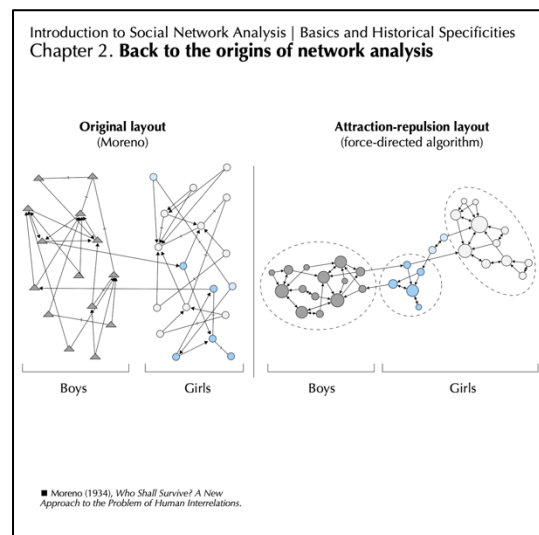 Introduction to Social Network Analysis | Basics and Historical Specificities
Chapter 2. Back to the origins of network analysis
Original layout
(Moreno)
Attraction-repulsion layout
(force-directed algorithm)
Boys
Girls
Boys
Girls
■ Moreno (1934), Who Shall Survive? A New
Approach to the Problem of Human Interrelations.